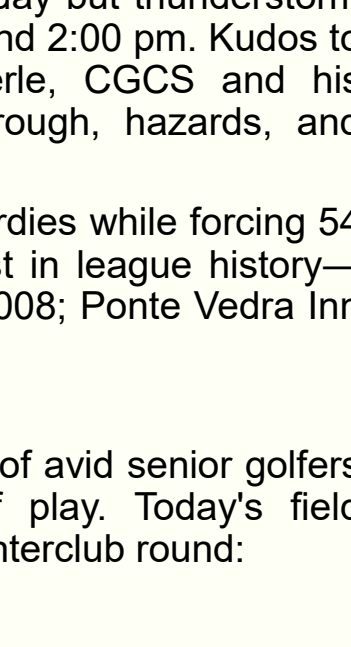 day but thunderstorm
nd 2:00 pm. Kudos to
erle, CGCS and his
rough, hazards, and
rdies while forcing 54
st in league history—
008; Ponte Vedra Inn
of avid senior golfers
f play. Today's field
nterclub round: